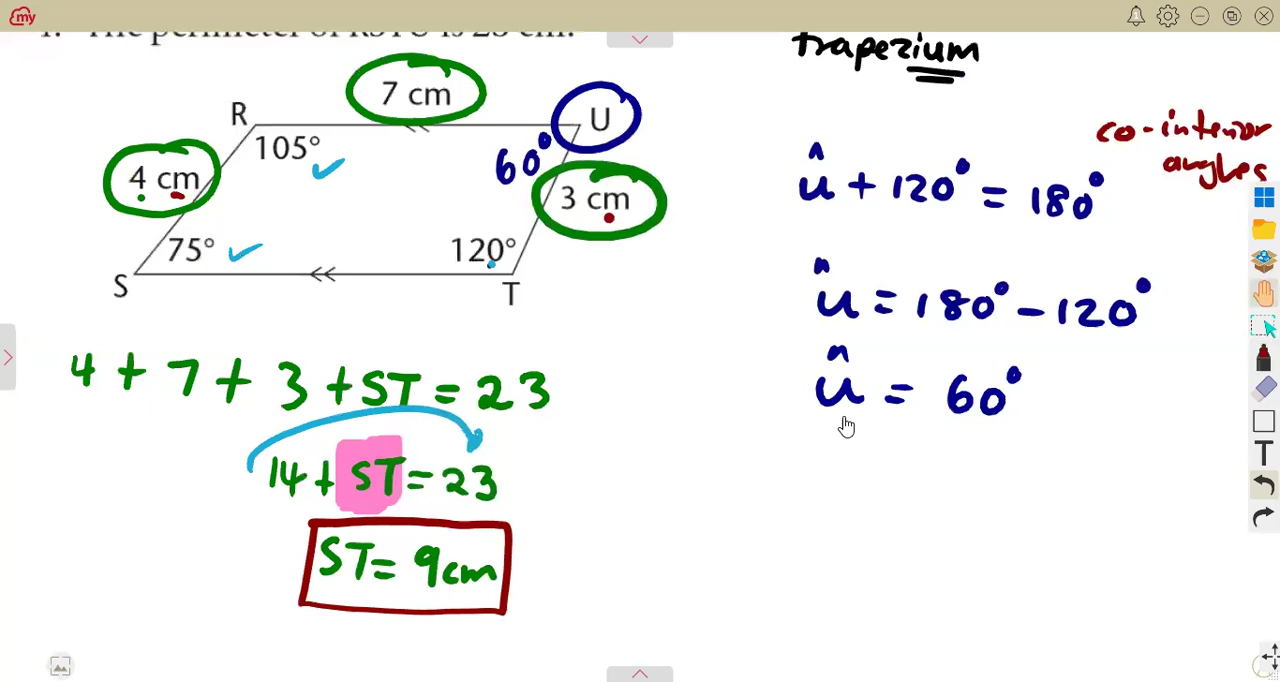 my
1. The perimeter of RSTU is 23 cm.
trapezium
7 cm
R
U
105°
60°
4 cm
3 cm
75°
120°
S
T
co-interior
angles
û + 120° = 180°
û = 180° - 120°
û = 60°
4 + 7 + 3 + ST = 23
14 + ST = 23
ST = 9cm
T